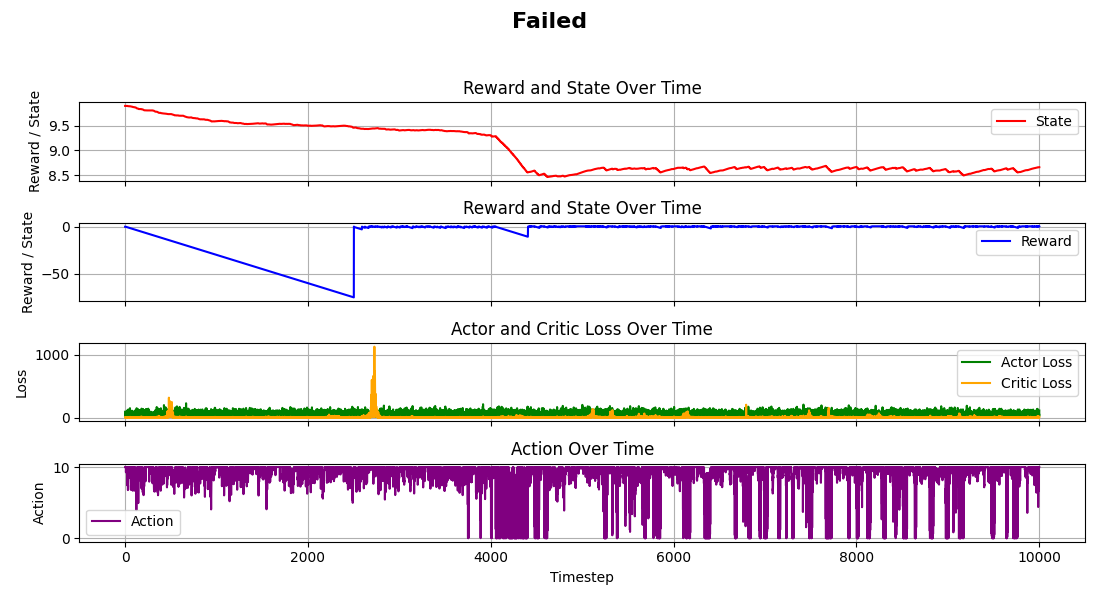 Failed
Reward and State Over Time
Reward / State
9.5
9.0
8.5
State
Reward and State Over Time
Reward / State
0
−50
Reward
Actor and Critic Loss Over Time
Loss
1000
0
Actor Loss
Critic Loss
Action Over Time
Action
10
0
Action
0 2000 4000 6000 8000 10000
Timestep